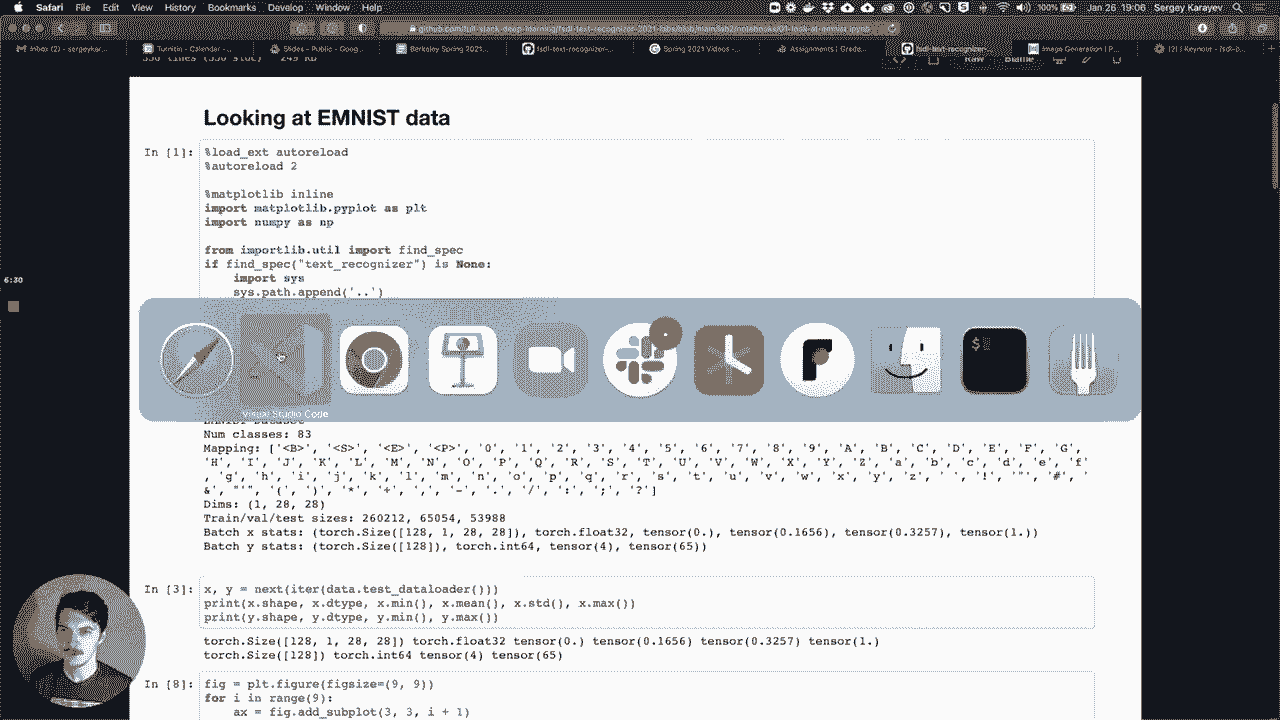 Safari File Edit View History Bookmarks Develop Window Help 100% Jan 26 19:06 Sergey Karayev
Inbox (2) – sergeykar... Turnitin – Calendar -... Slides – Public – Goog... Berkeley Spring 2021... fsdl-text-recognizer-... Spring 2021 Videos -... Assignments | Grade... fsdl-text-recognizer-... Image Generation | P...
Raw Blame
Looking at EMNIST data
In [1]: %load_ext autoreload
%autoreload 2
%matplotlib inline
import matplotlib.pyplot as plt
import numpy as np
from importlib.util import find_spec
if find_spec("text_recognizer") is None:
import sys
sys.path.append('..')
6:30
Visual Studio Code
EMNIST Dataset
Num classes: 83
Mapping: ['<B>', '<S>', '<E>', '<P>', '0', '1', '2', '3', '4', '5', '6', '7', '8', '9', 'A', 'B', 'C', 'D', 'E', 'F', 'G',
'H', 'I', 'J', 'K', 'L', 'M', 'N', 'O', 'P', 'Q', 'R', 'S', 'T', 'U', 'V', 'W', 'X', 'Y', 'Z', 'a', 'b', 'c', 'd', 'e', 'f'
, 'g', 'h', 'i', 'j', 'k', 'l', 'm', 'n', 'o', 'p', 'q', 'r', 's', 't', 'u', 'v', 'w', 'x', 'y', 'z', ' ', '!', '"', '#', '
&', "'", '(', ')', '*', '+', ',', '-', '.', '/', ':', ';', '?']
Dims: (1, 28, 28)
Train/val/test sizes: 260212, 65054, 53988
Batch x stats: (torch.Size([128, 1, 28, 28]), torch.float32, tensor(0.), tensor(0.1656), tensor(0.3257), tensor(1.))
Batch y stats: (torch.Size([128]), torch.int64, tensor(4), tensor(65))
In [3]: x, y = next(iter(data.test_dataloader()))
print(x.shape, x.dtype, x.min(), x.mean(), x.std(), x.max())
print(y.shape, y.dtype, y.min(), y.max())
torch.Size([128, 1, 28, 28]) torch.float32 tensor(0.) tensor(0.1656) tensor(0.3257) tensor(1.)
torch.Size([128]) torch.int64 tensor(4) tensor(65)
In [8]: fig = plt.figure(figsize=(9, 9))
for i in range(9):
ax = fig.add_subplot(3, 3, i + 1)